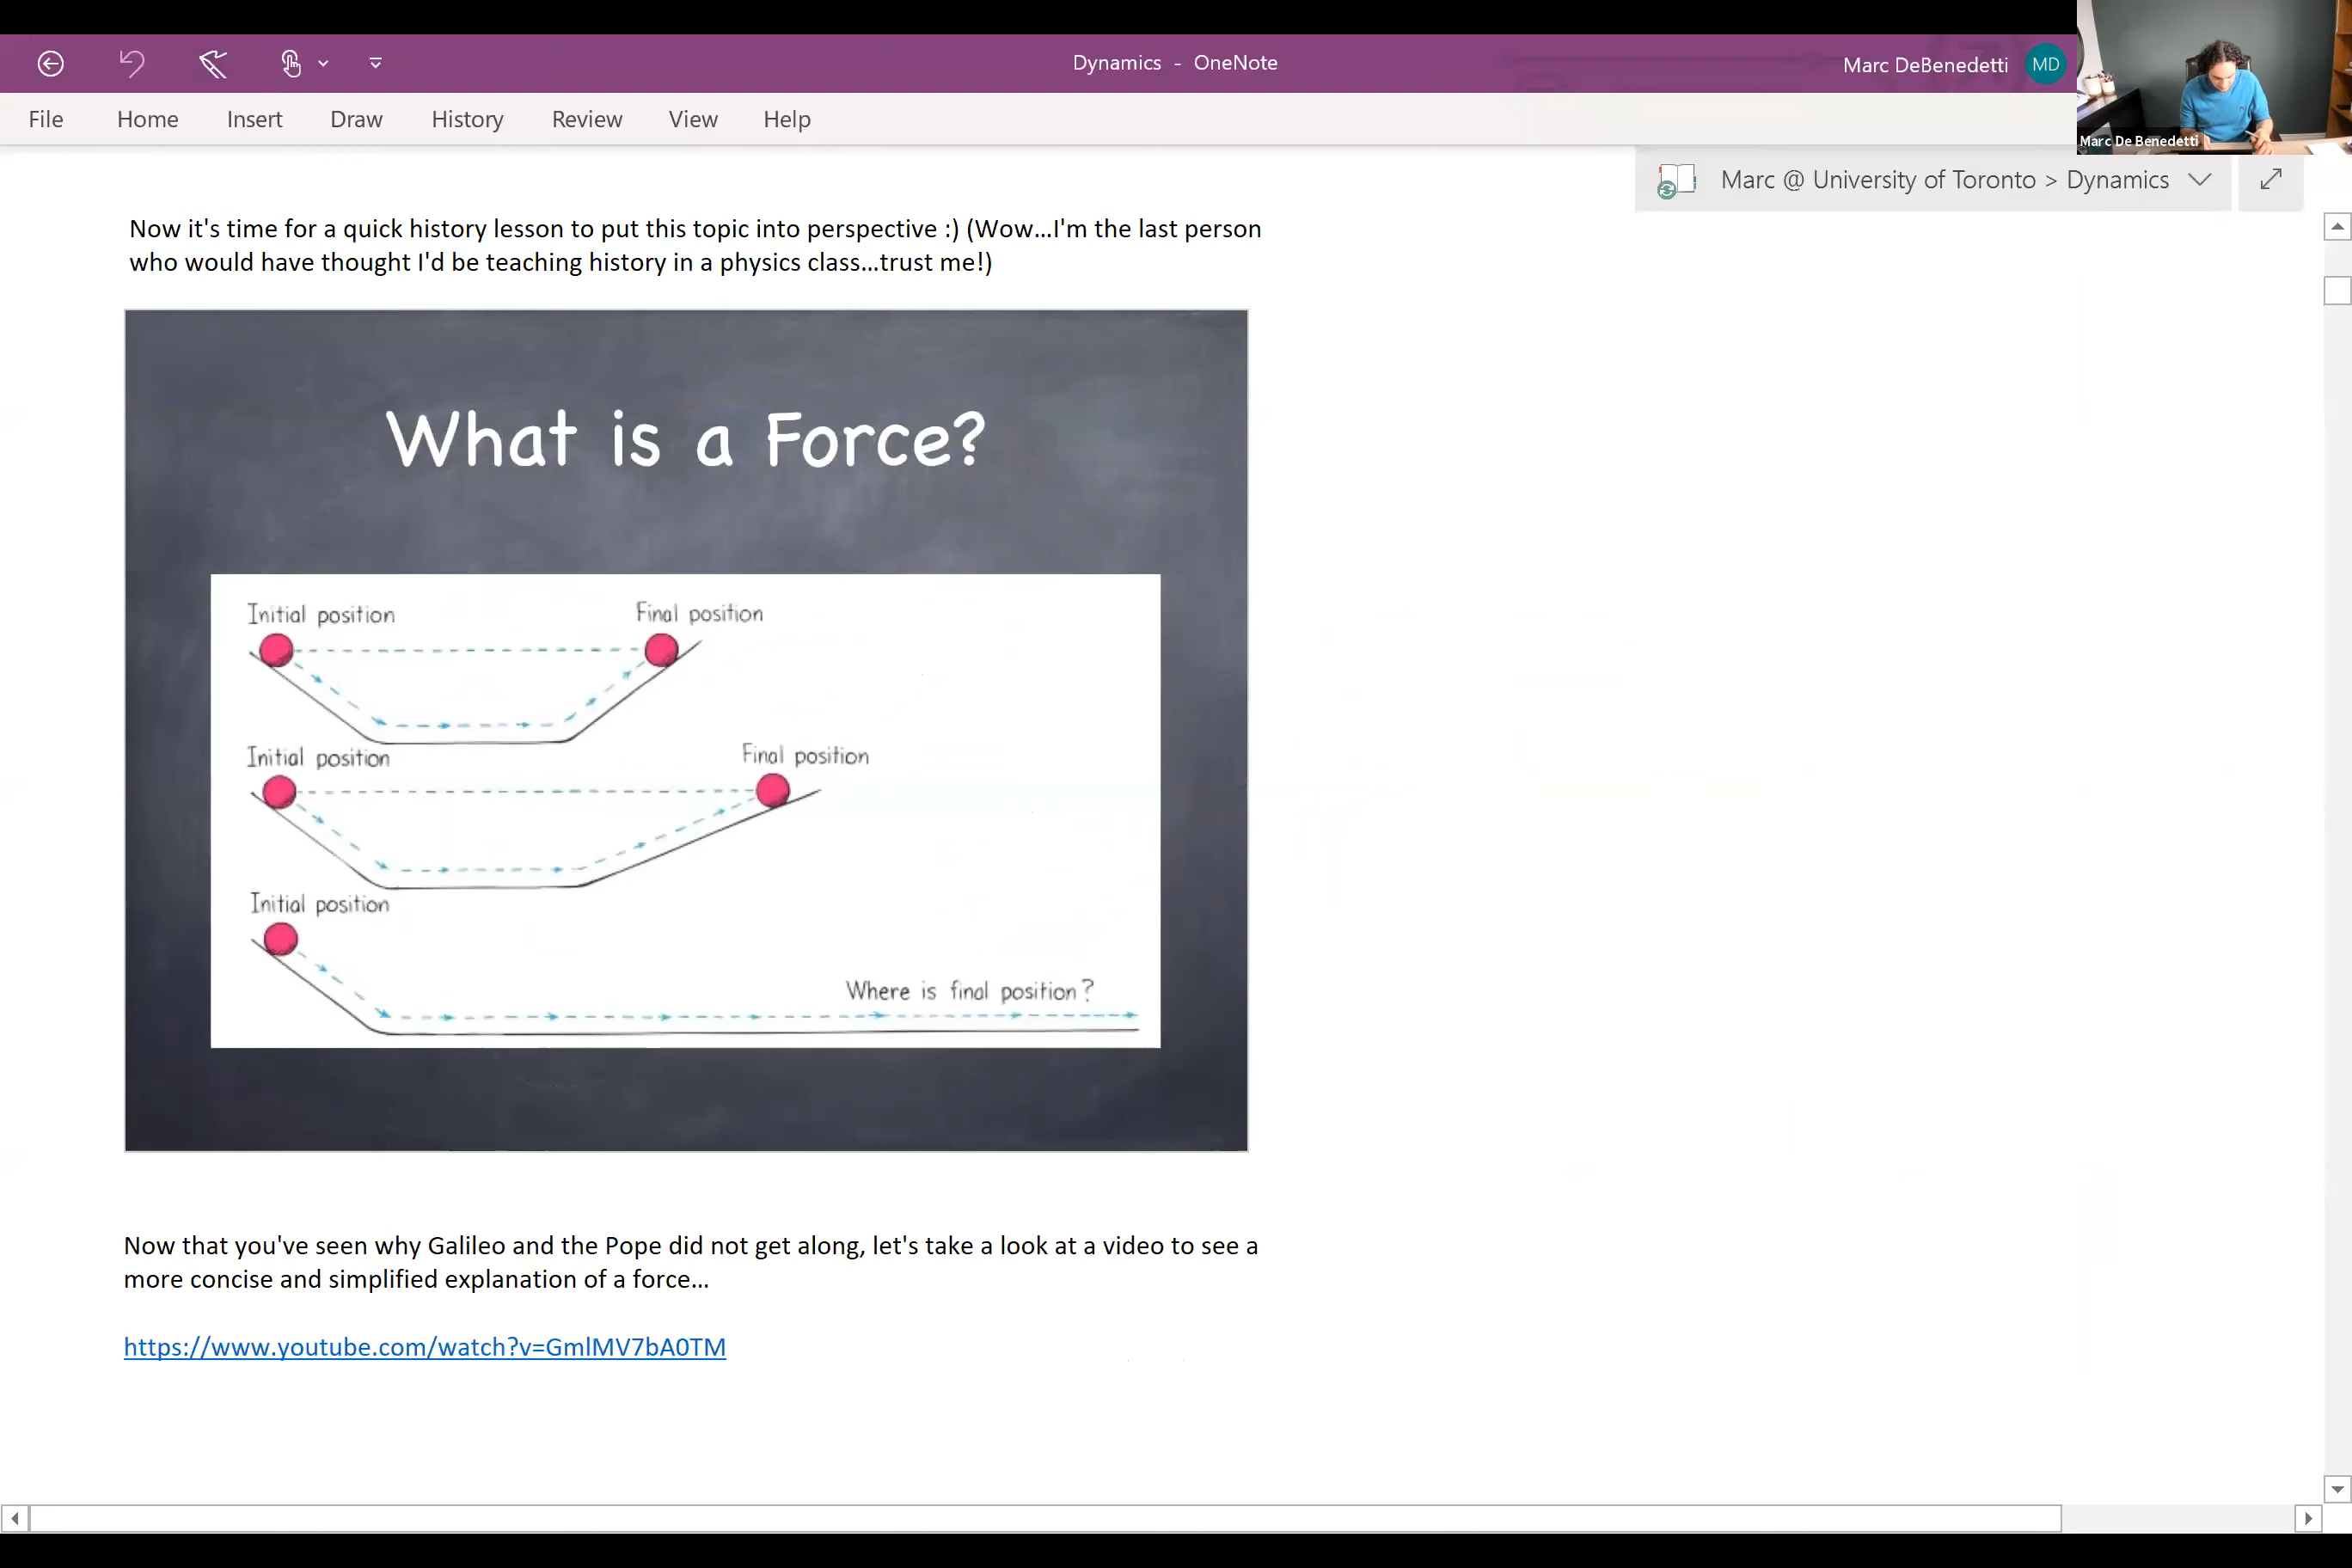 Dynamics - OneNote
Marc DeBenedetti
MD
Marc De Benedetti
File Home Insert Draw History Review View Help
Marc @ University of Toronto > Dynamics
Now it's time for a quick history lesson to put this topic into perspective :) (Wow...I'm the last person
who would have thought I'd be teaching history in a physics class...trust me!)
What is a Force?
Initial position
Final position
Initial position
Final position
Initial position
Where is final position?
Now that you've seen why Galileo and the Pope did not get along, let's take a look at a video to see a
more concise and simplified explanation of a force...
https://www.youtube.com/watch?v=GmlMV7bA0TM